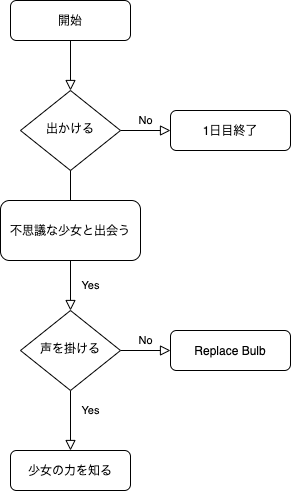 開始
出かける
No
1日目終了
不思議な少女と出会う
Yes
声を掛ける
No
Replace Bulb
Yes
少女の力を知る